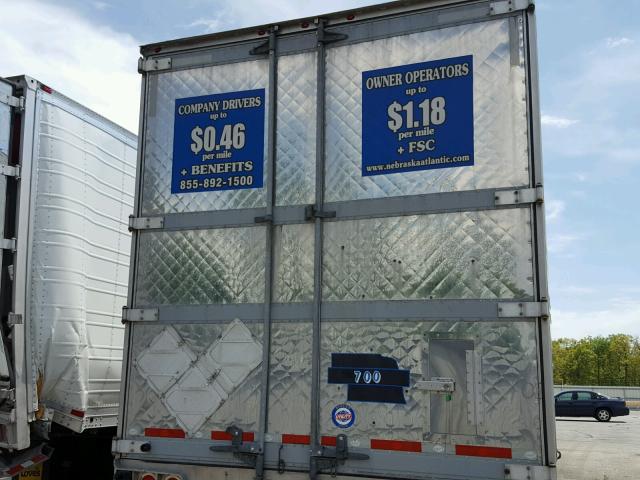 COMPANY DRIVERS
up to
$0.46
per mile
+ BENEFITS
855-892-1500
OWNER OPERATORS
up to
$1.18
per mile
+ FSC
www.nebraskaatlantic.com
700
UTILITY